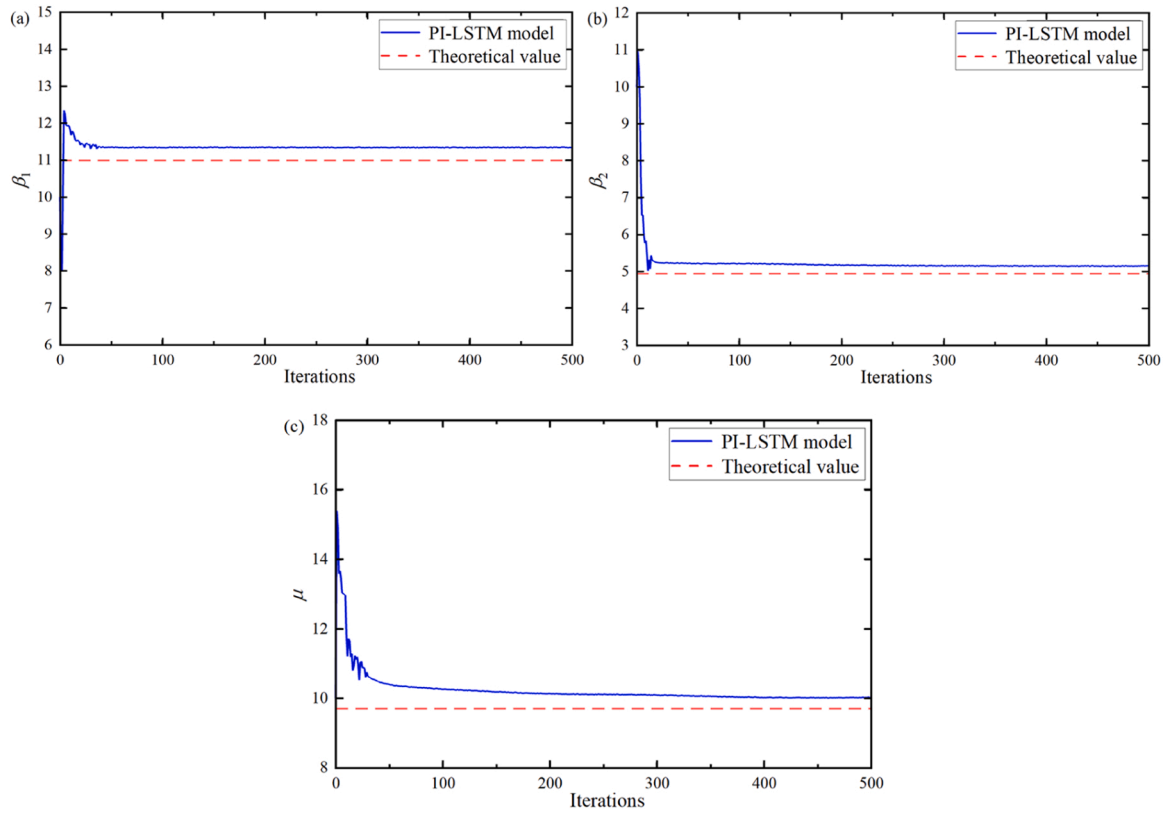 (a)
15
14
13
12
11
10
9
8
7
6
β1
0 100 200 300 400 500
Iterations
PI-LSTM model
Theoretical value
(b)
12
11
10
9
8
7
6
5
4
3
β2
0 100 200 300 400 500
Iterations
PI-LSTM model
Theoretical value
(c)
18
16
14
12
10
8
μ
0 100 200 300 400 500
Iterations
PI-LSTM model
Theoretical value